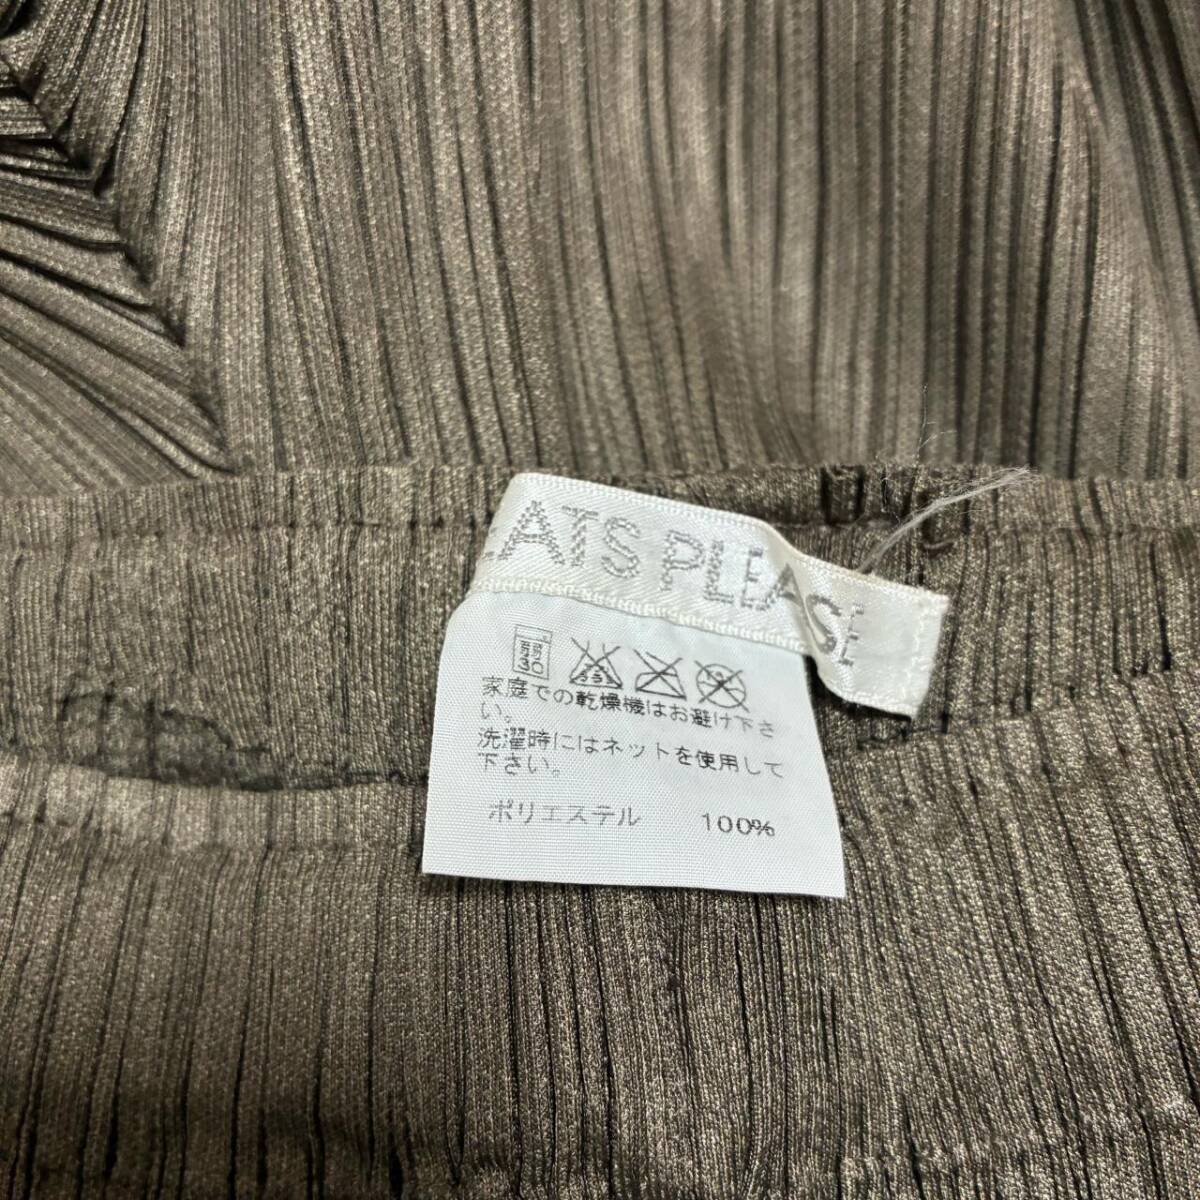 LEATS PLEASE
弱
30
家庭での乾燥機はお避け下さ
い。
洗濯時にはネットを使用して
下さい。
ポリエステル 100%